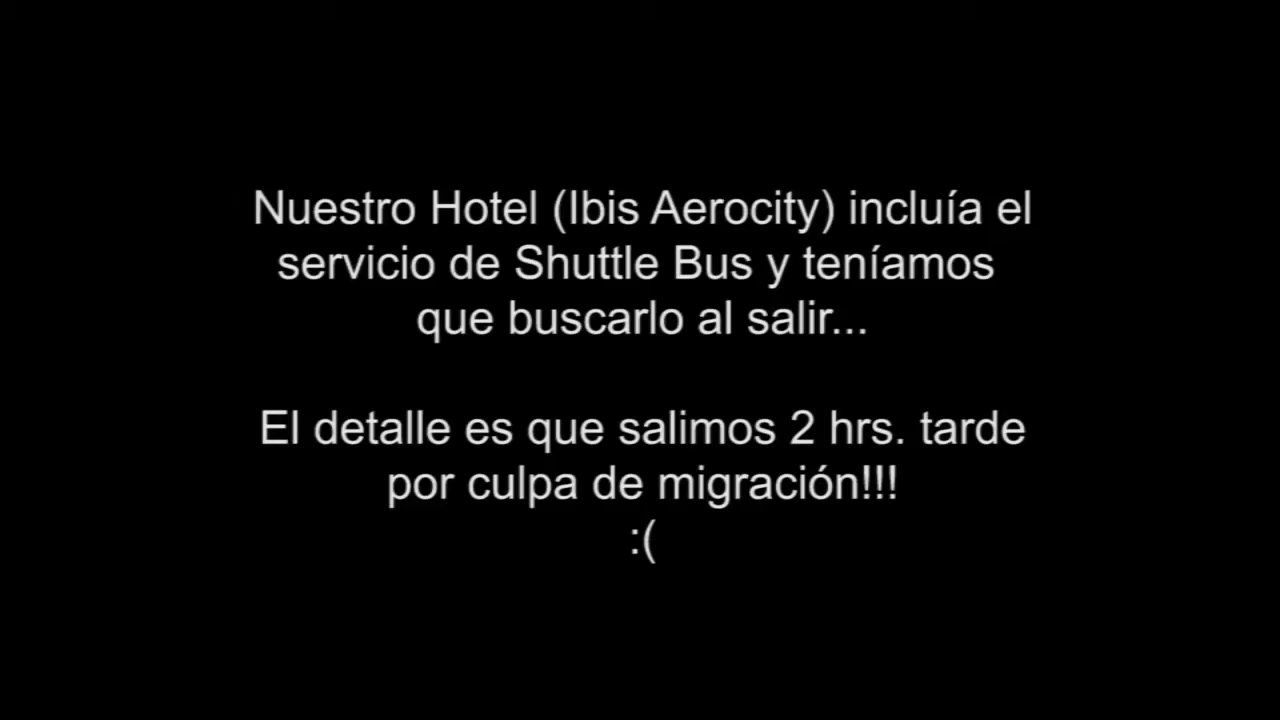 Nuestro Hotel (Ibis Aerocity) incluía el
servicio de Shuttle Bus y teníamos
que buscarlo al salir...
El detalle es que salimos 2 hrs. tarde
por culpa de migración!!!
:(